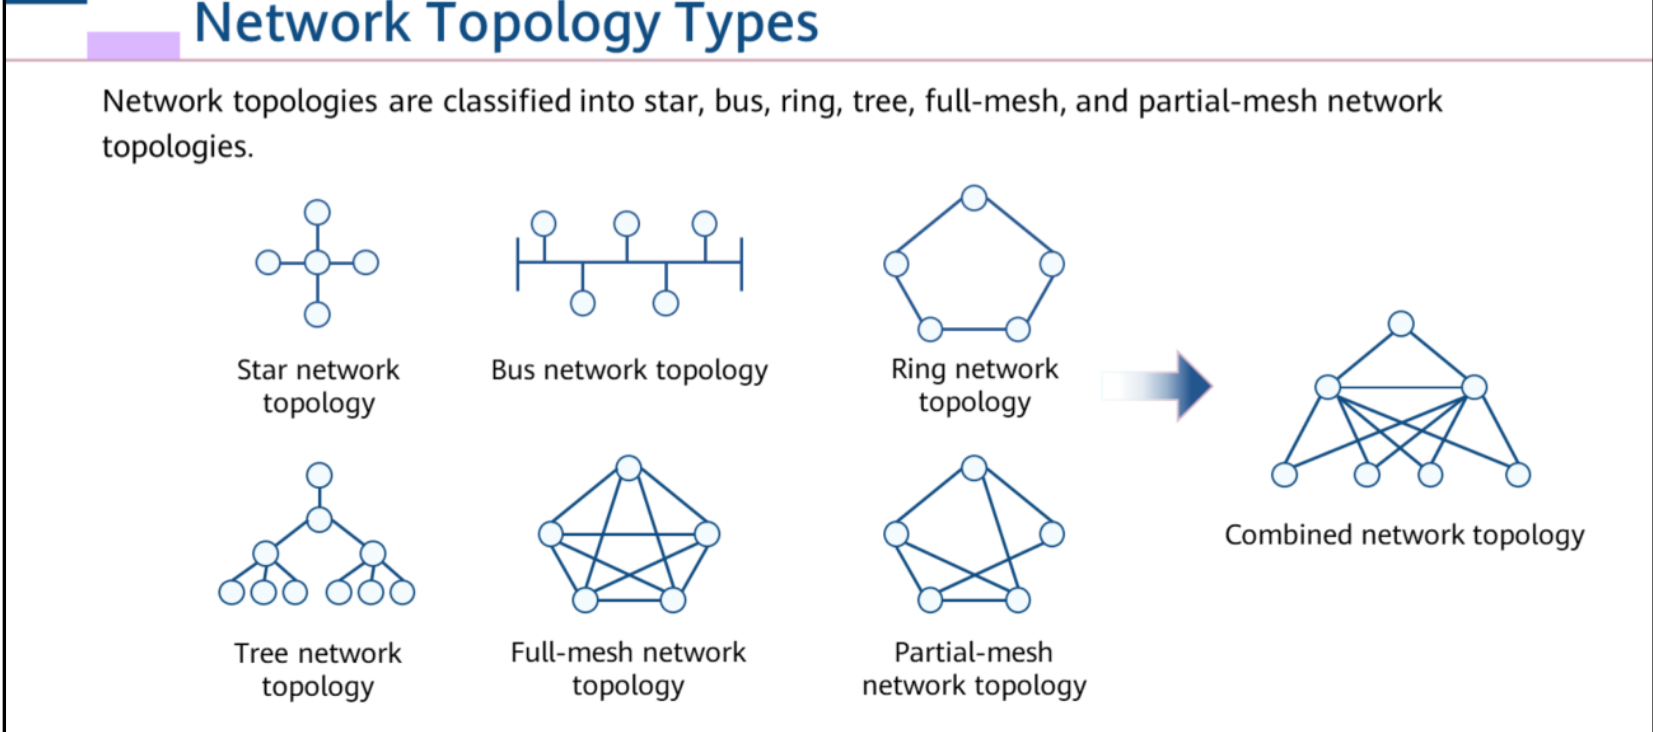 Network Topology Types
Network topologies are classified into star, bus, ring, tree, full-mesh, and partial-mesh network
topologies.
Star network
topology
Bus network topology
Ring network
topology
Tree network
topology
Full-mesh network
topology
Partial-mesh
network topology
Combined network topology